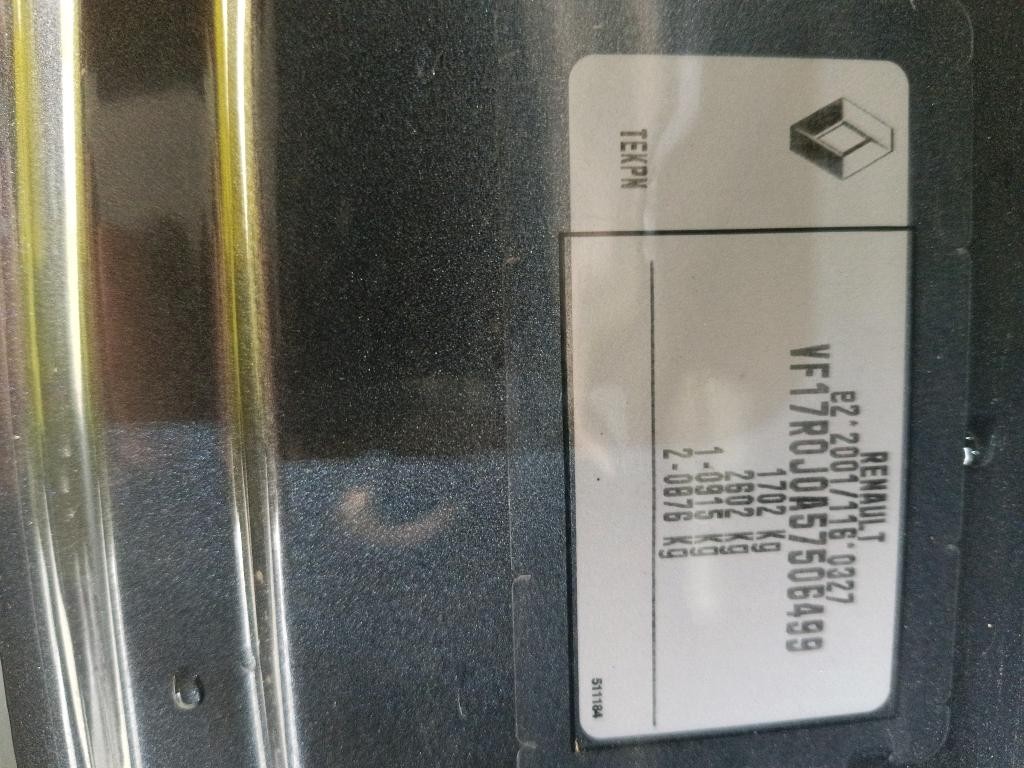 RENAULT
e2*2001/116*0327
VF17R0J0A57506499
1702 Kg
2602 Kg
1-0915 Kg
2-0876 Kg
TEKPN
511184